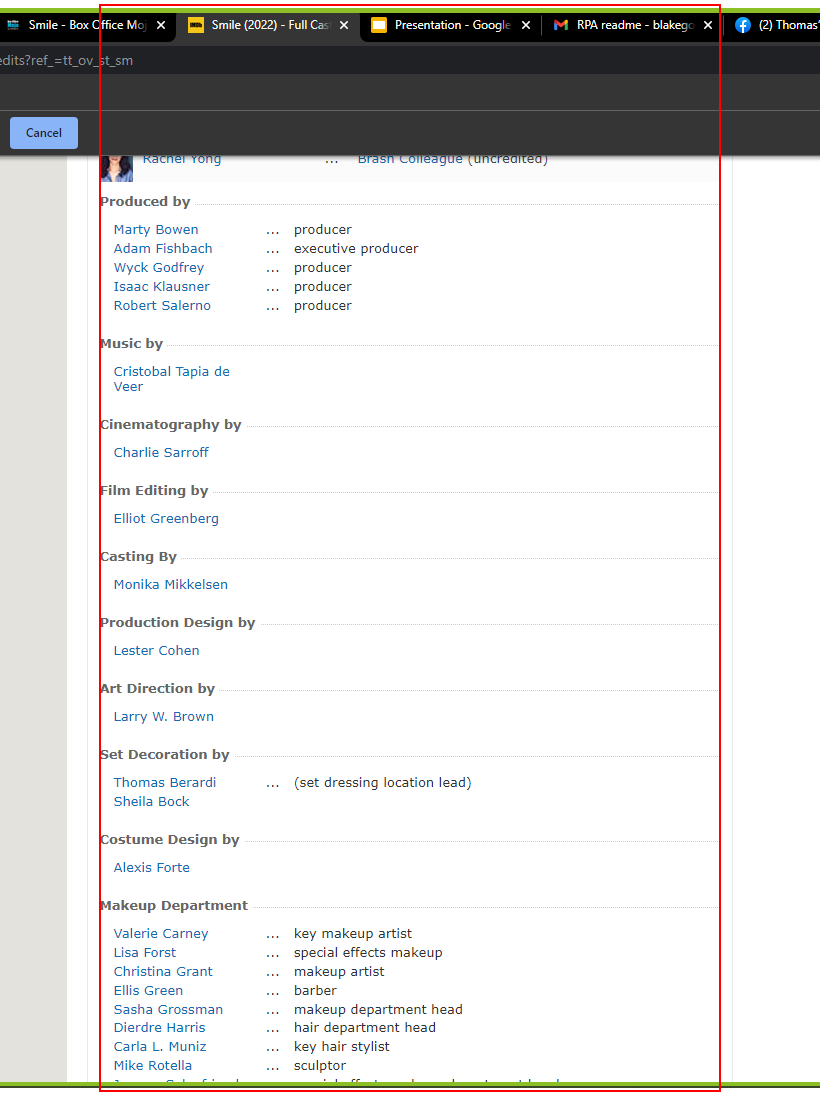 Smile - Box Office Moj Smile (2022) - Full Cast Presentation - Google RPA readme - blakego (2) Thomas'
edits?ref_=tt_ov_st_sm
Cancel
Rachel Yong ... Brash Colleague (uncredited)
Produced by
Marty Bowen ... producer
Adam Fishbach ... executive producer
Wyck Godfrey ... producer
Isaac Klausner ... producer
Robert Salerno ... producer
Music by
Cristobal Tapia de
Veer
Cinematography by
Charlie Sarroff
Film Editing by
Elliot Greenberg
Casting By
Monika Mikkelsen
Production Design by
Lester Cohen
Art Direction by
Larry W. Brown
Set Decoration by
Thomas Berardi ... (set dressing location lead)
Sheila Bock
Costume Design by
Alexis Forte
Makeup Department
Valerie Carney ... key makeup artist
Lisa Forst ... special effects makeup
Christina Grant ... makeup artist
Ellis Green ... barber
Sasha Grossman ... makeup department head
Dierdre Harris ... hair department head
Carla L. Muniz ... key hair stylist
Mike Rotella ... sculptor